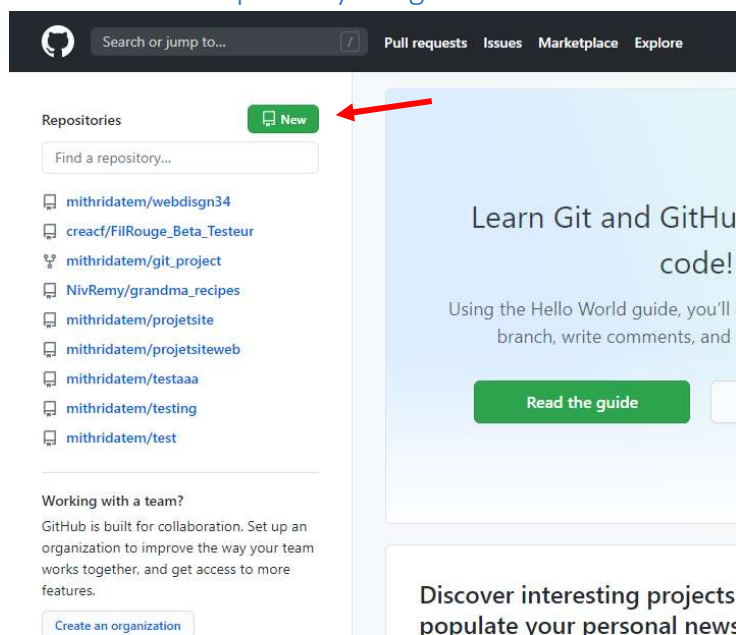 Search or jump to... /
Pull requests Issues Marketplace Explore
Repositories
New
Find a repository...
mithridatem/webdisgn34
creacf/FilRouge_Beta_Testeur
mithridatem/git_project
NivRemy/grandma_recipes
mithridatem/projetsite
mithridatem/projetsiteweb
mithridatem/testaaa
mithridatem/testing
mithridatem/test
Working with a team?
GitHub is built for collaboration. Set up an
organization to improve the way your team
works together, and get access to more
features.
Create an organization
Learn Git and GitHu
code!
Using the Hello World guide, you'll
branch, write comments, and
Read the guide
Discover interesting projects
populate your personal news